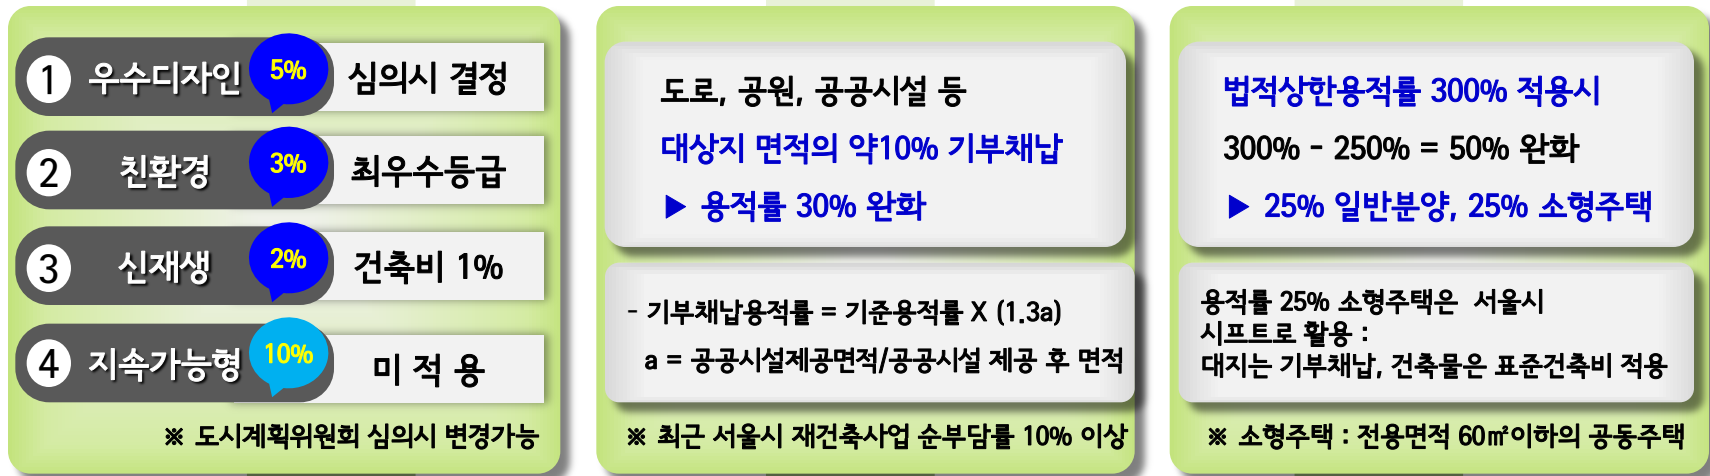 1 우수디자인 5% 심의시 결정
2 친환경 3% 최우수등급
3 신재생 2% 건축비 1%
4 지속가능형 10% 미 적 용
※ 도시계획위원회 심의시 변경가능
도로, 공원, 공공시설 등
대상지 면적의 약10% 기부채납
▶ 용적률 30% 완화
- 기부채납용적률 = 기준용적률 X (1.3a)
a = 공공시설제공면적/공공시설 제공 후 면적
※ 최근 서울시 재건축사업 순부담률 10% 이상
법적상한용적률 300% 적용시
300% - 250% = 50% 완화
▶ 25% 일반분양, 25% 소형주택
용적률 25% 소형주택은 서울시
시프트로 활용 :
대지는 기부채납, 건축물은 표준건축비 적용
※ 소형주택 : 전용면적 60㎡이하의 공동주택